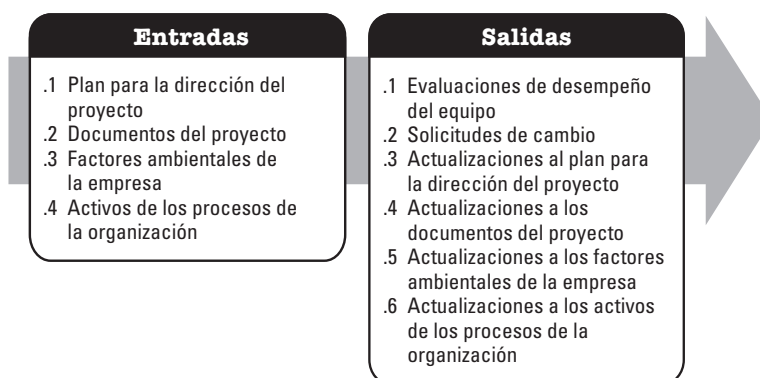 Entradas
.1 Plan para la dirección del
proyecto
.2 Documentos del proyecto
.3 Factores ambientales de
la empresa
.4 Activos de los procesos de
la organización
Salidas
.1 Evaluaciones de desempeño
del equipo
.2 Solicitudes de cambio
.3 Actualizaciones al plan para
la dirección del proyecto
.4 Actualizaciones a los
documentos del proyecto
.5 Actualizaciones a los factores
ambientales de la empresa
.6 Actualizaciones a los activos
de los procesos de la
organización